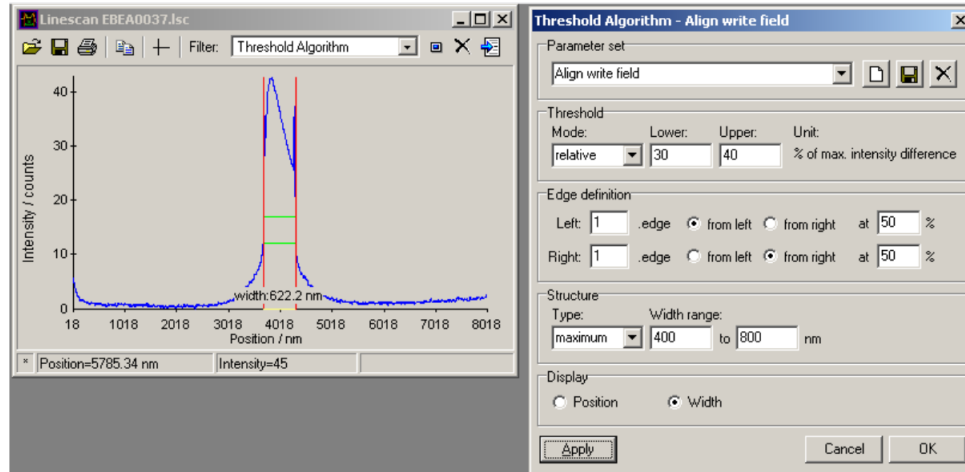 Linescan EBEA0037.lsc
Filter: Threshold Algorithm
Intensity / counts
40
30
20
10
0
width:622.2 nm
18 1018 2018 3018 4018 5018 6018 7018 8018
Position / nm
* Position=5785.34 nm Intensity=45
Threshold Algorithm - Align write field
Parameter set
Align write field
Threshold
Mode: Lower: Upper: Unit:
relative 30 40 % of max. intensity difference
Edge definition
Left: 1 .edge from left from right at 50 %
Right: 1 .edge from left from right at 50 %
Structure
Type: Width range:
maximum 400 to 800 nm
Display
Position Width
Apply Cancel OK